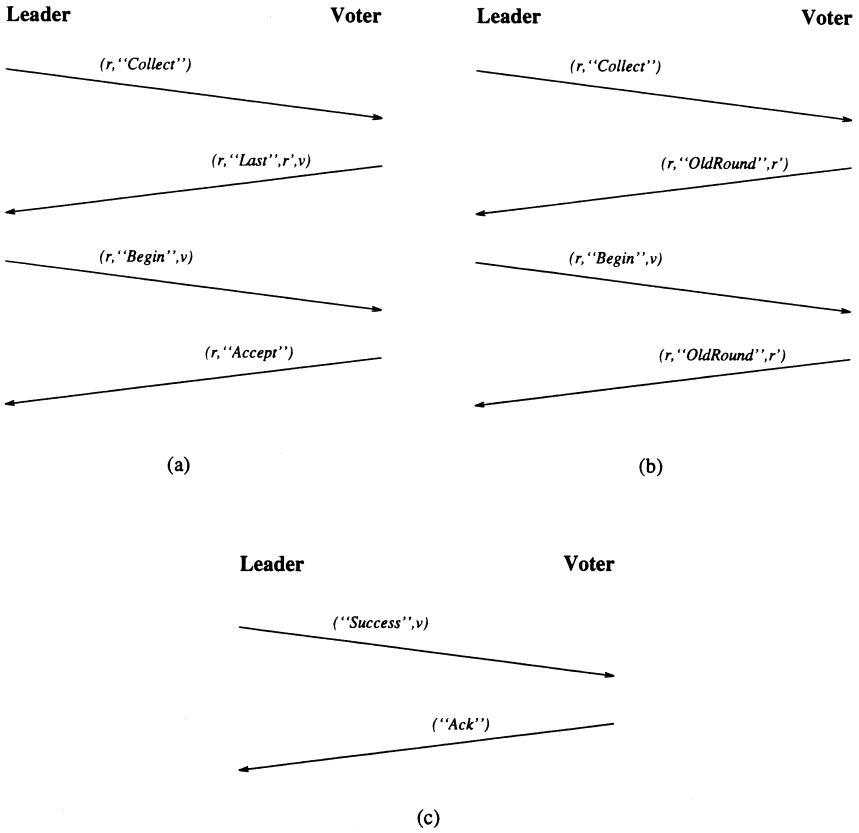 Leader Voter
(r,‘‘Collect’’)
(r,‘‘Last’’,r’,v)
(r,‘‘Begin’’,v)
(r,‘‘Accept’’)
(a)
Leader Voter
(r,‘‘Collect’’)
(r,‘‘OldRound’’,r’)
(r,‘‘Begin’’,v)
(r,‘‘OldRound’’,r’)
(b)
Leader Voter
(‘‘Success’’,v)
(‘‘Ack’’)
(c)